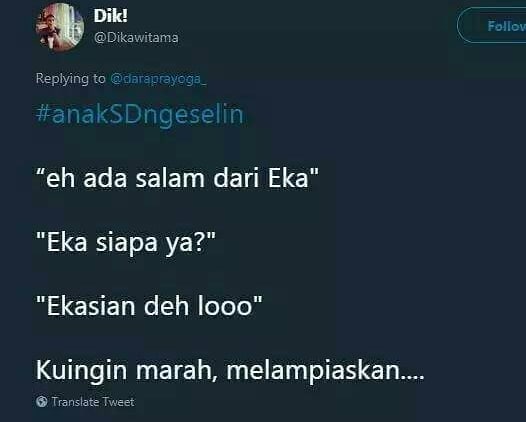 Dik!
@Dikawitama
Follow
Replying to @daraprayoga_
#anakSDngeselin
“eh ada salam dari Eka"
"Eka siapa ya?"
"Ekasian deh looo"
Kuingin marah, melampiaskan....
Translate Tweet